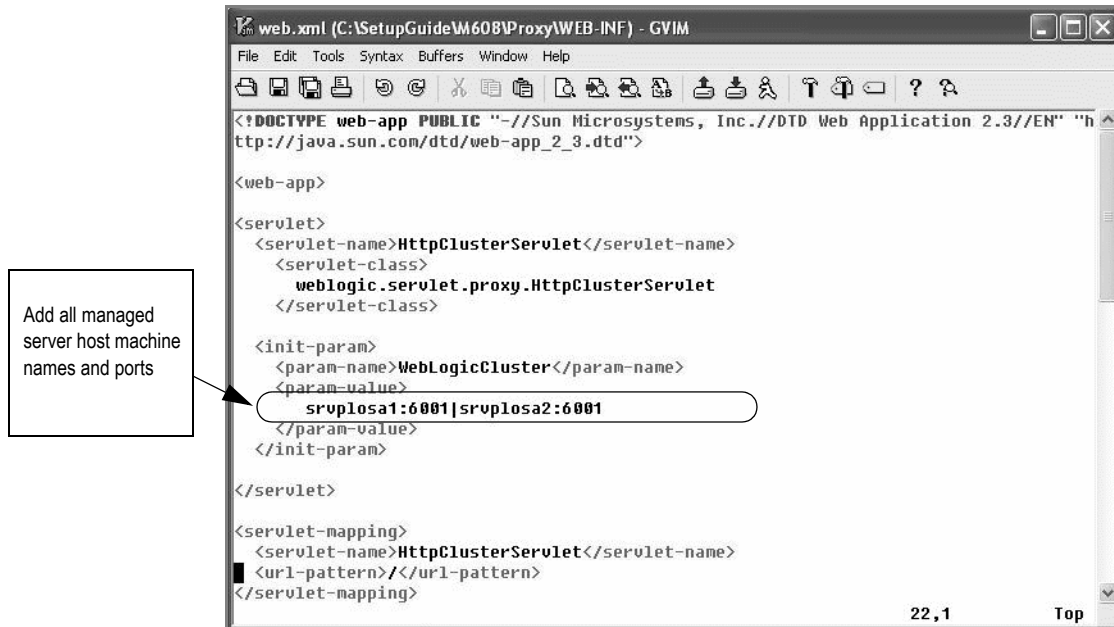 web.xml (C:\SetupGuide\M608\Proxy\WEB-INF) - GVIM
File Edit Tools Syntax Buffers Window Help
<!DOCTYPE web-app PUBLIC "-//Sun Microsystems, Inc.//DTD Web Application 2.3//EN" "h
ttp://java.sun.com/dtd/web-app_2_3.dtd">
<web-app>
<servlet>
<servlet-name>HttpClusterServlet</servlet-name>
<servlet-class>
weblogic.servlet.proxy.HttpClusterServlet
</servlet-class>
Add all managed
server host machine
names and ports
<init-param>
<param-name>WebLogicCluster</param-name>
<param-value>
srvplosa1:6001|srvplosa2:6001
</param-value>
</init-param>
</servlet>
<servlet-mapping>
<servlet-name>HttpClusterServlet</servlet-name>
<url-pattern>/</url-pattern>
</servlet-mapping>
22,1 Top